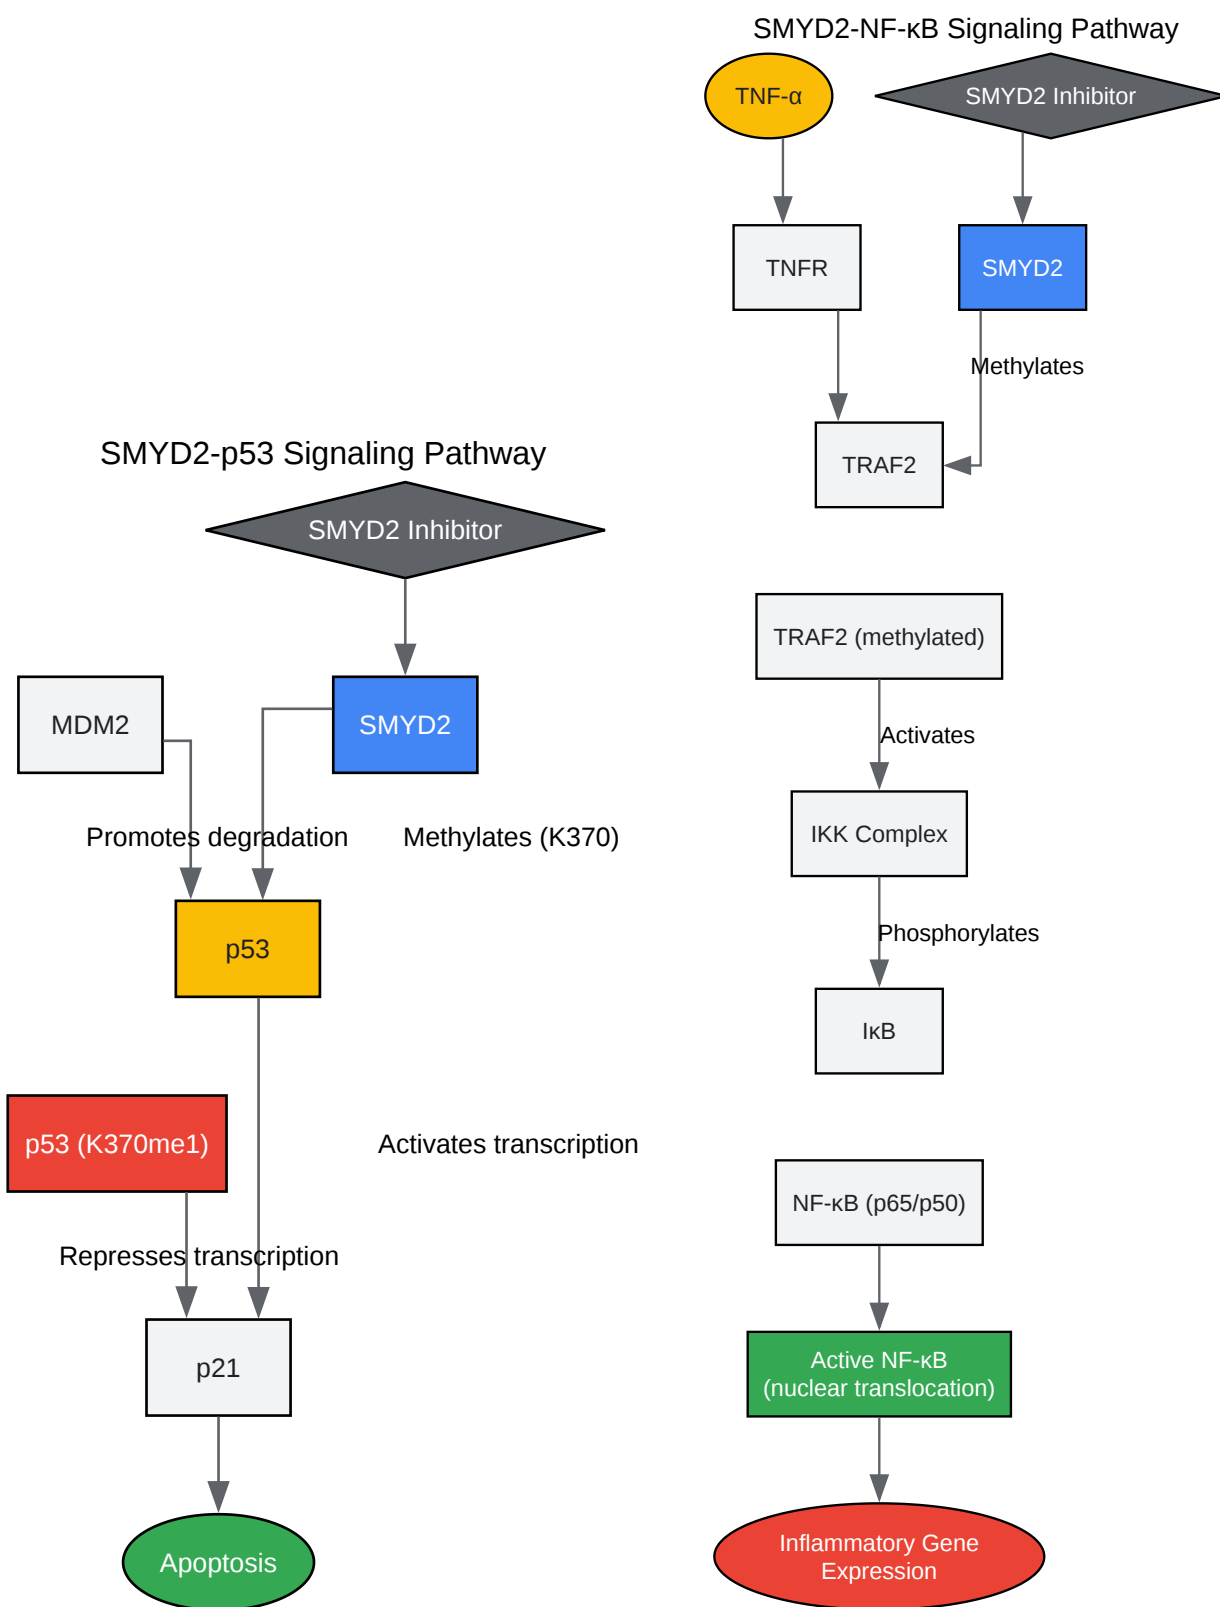 SMYD2-NF-κB Signaling Pathway
TNF-α
SMYD2 Inhibitor
TNFR
SMYD2
Methylates
TRAF2
TRAF2 (methylated)
Activates
IKK Complex
Phosphorylates
IκB
NF-κB (p65/p50)
Active NF-κB
(nuclear translocation)
Inflammatory Gene
Expression
SMYD2-p53 Signaling Pathway
SMYD2 Inhibitor
MDM2
SMYD2
Promotes degradation
Methylates (K370)
p53
p53 (K370me1)
Activates transcription
Represses transcription
p21
Apoptosis